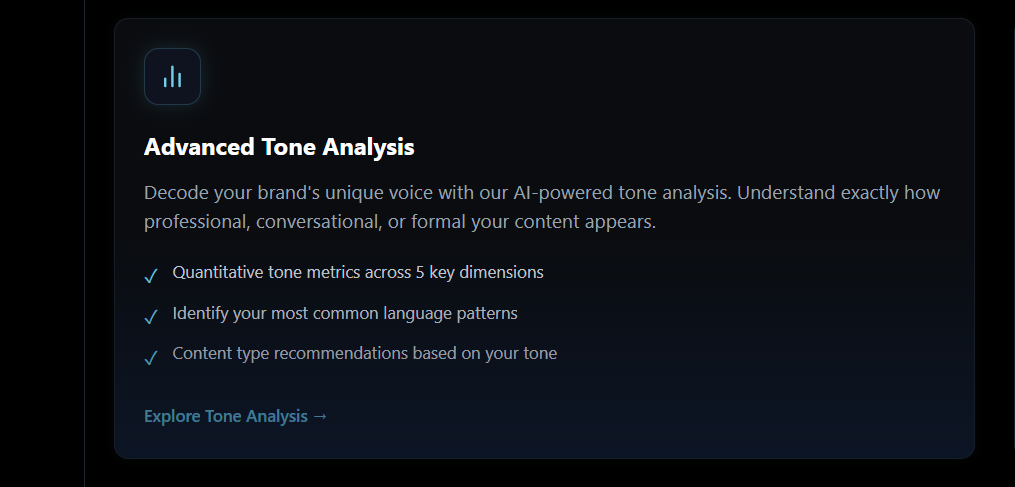 Advanced Tone Analysis
Decode your brand's unique voice with our AI-powered tone analysis. Understand exactly how
professional, conversational, or formal your content appears.
✓ Quantitative tone metrics across 5 key dimensions
✓ Identify your most common language patterns
✓ Content type recommendations based on your tone
Explore Tone Analysis →